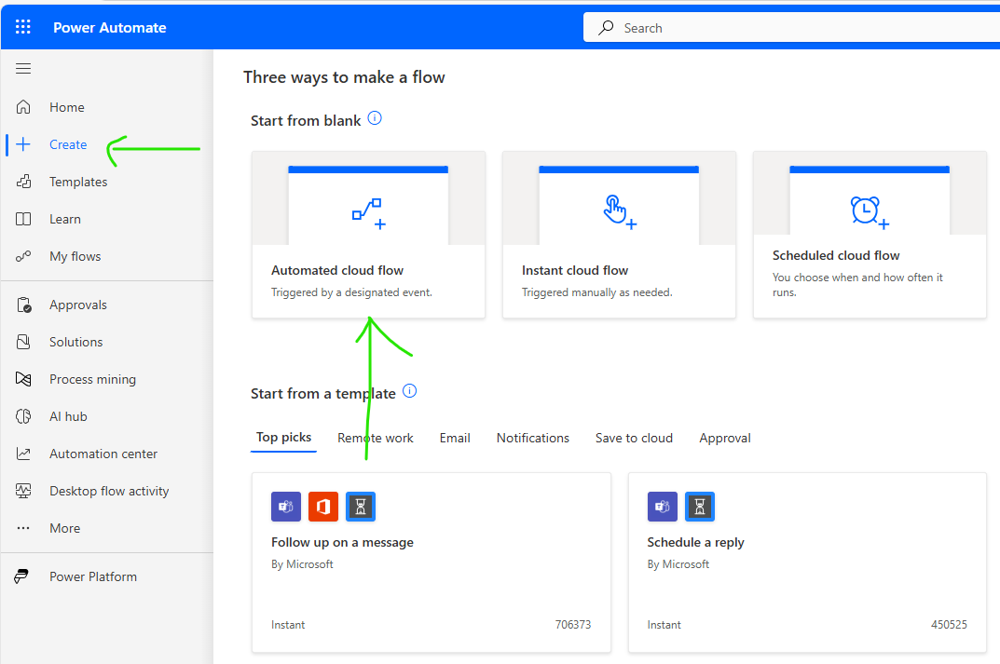 Power Automate
Search
Home
Create
Templates
Learn
My flows
Approvals
Solutions
Process mining
AI hub
Automation center
Desktop flow activity
More
Power Platform
Three ways to make a flow
Start from blank
Automated cloud flow
Triggered by a designated event.
Instant cloud flow
Triggered manually as needed.
Scheduled cloud flow
You choose when and how often it
runs.
Start from a template
Top picks Remote work Email Notifications Save to cloud Approval
Follow up on a message
By Microsoft
Instant 706373
Schedule a reply
By Microsoft
Instant 450525